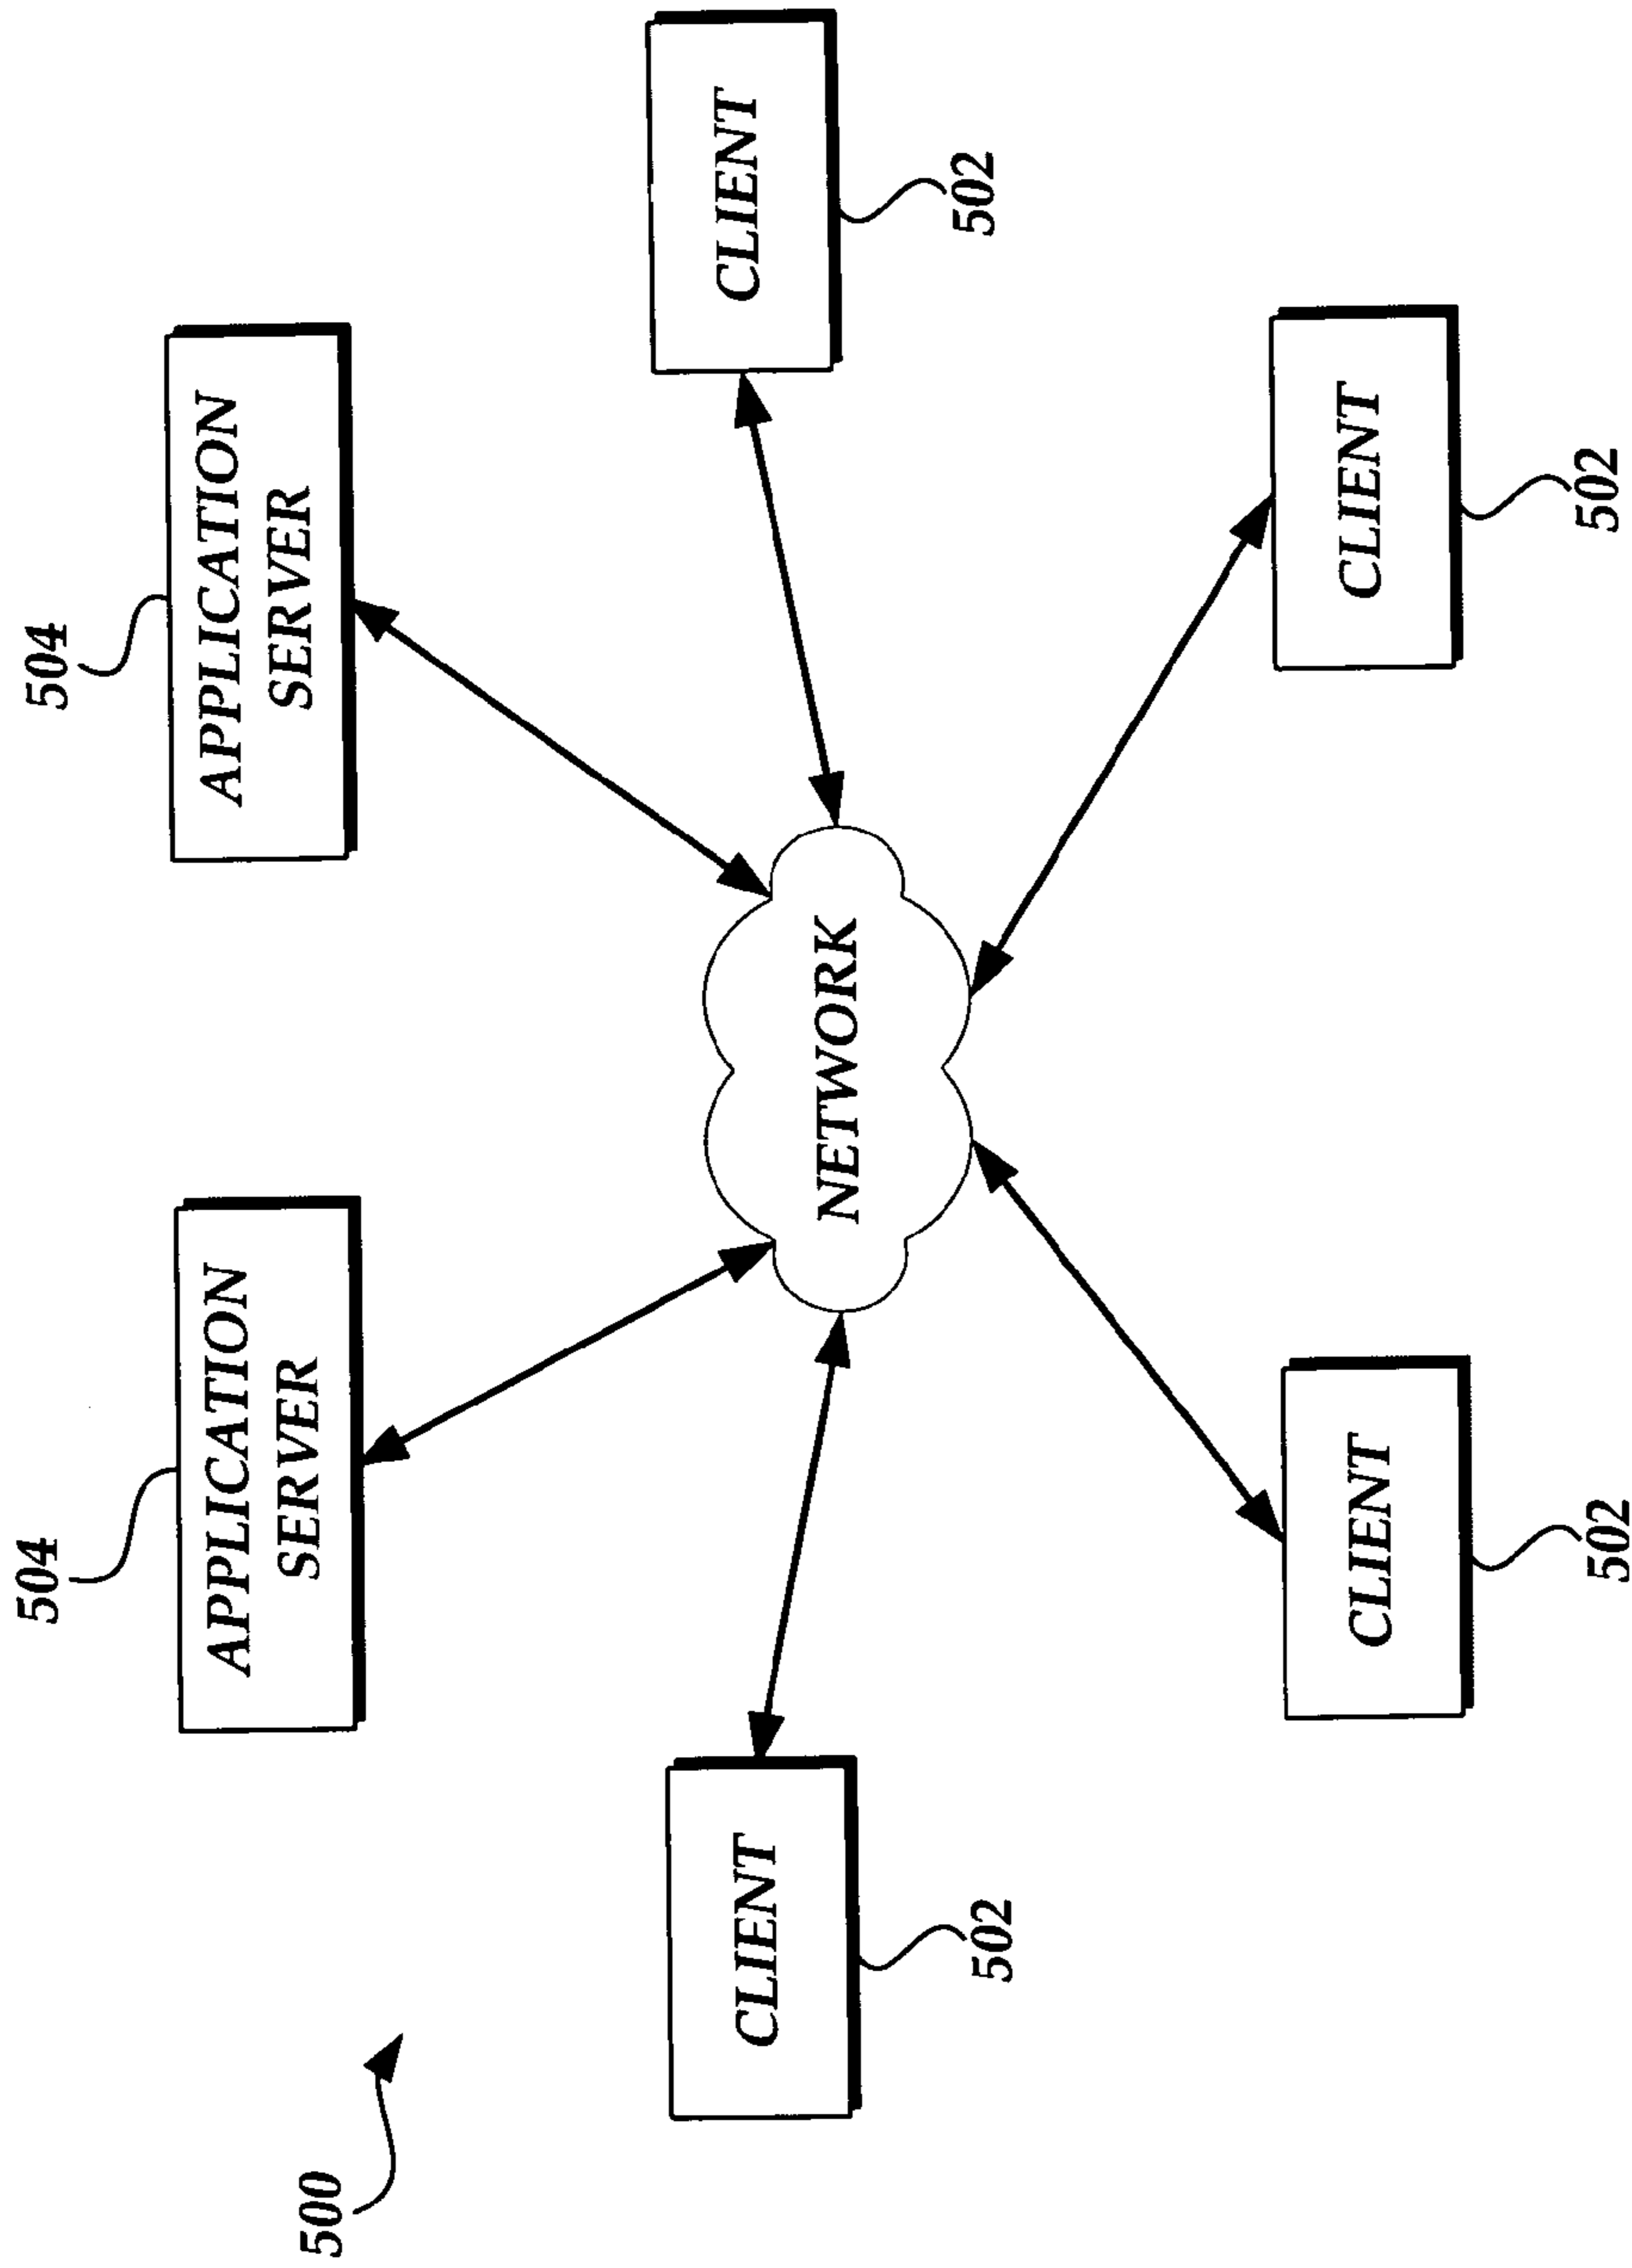 504
504
APPLICATION
SERVER
APPLICATION
SERVER
500
CLIENT
NETWORK
CLIENT
502
502
CLIENT
CLIENT
502
502